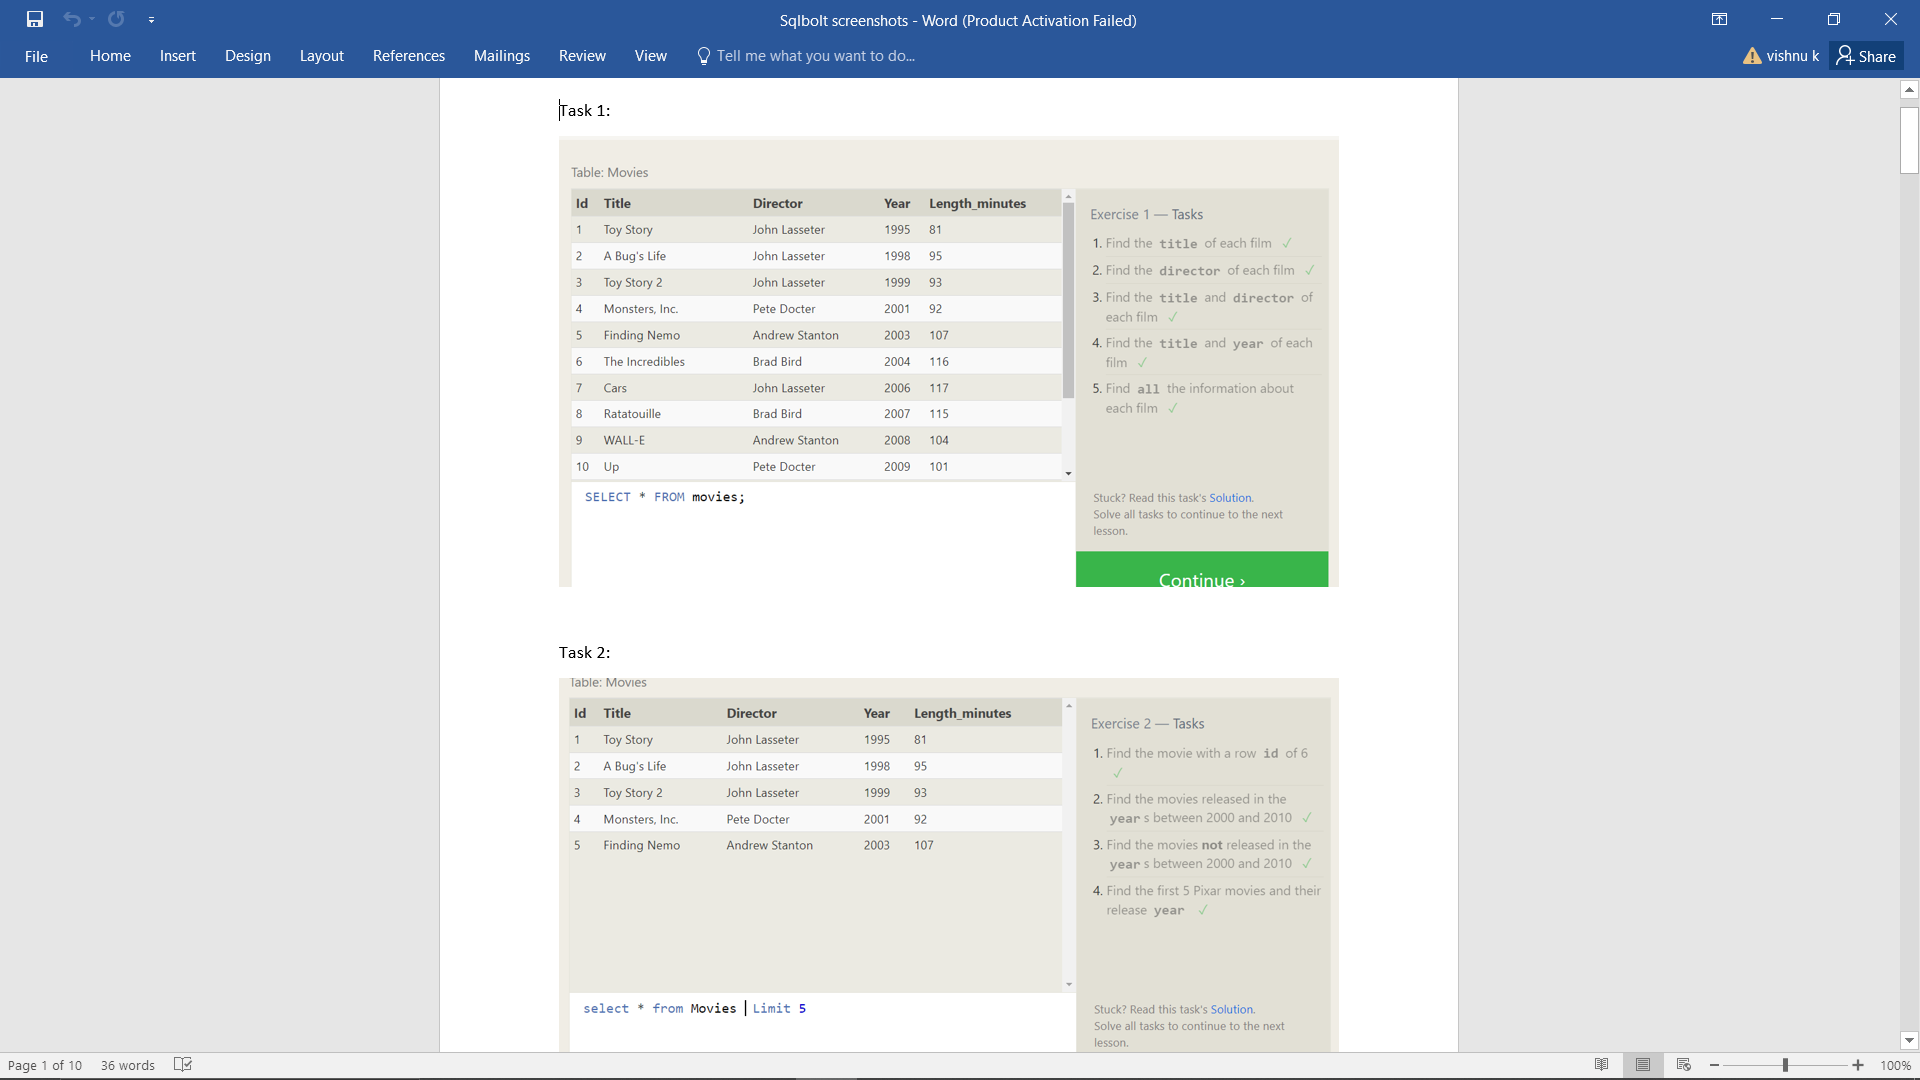 Sqlbolt screenshots - Word (Product Activation Failed)
File Home Insert Design Layout References Mailings Review View Tell me what you want to do... vishnu k Share
Task 1:
Table: Movies
Id Title Director Year Length_minutes
1 Toy Story John Lasseter 1995 81
2 A Bug's Life John Lasseter 1998 95
3 Toy Story 2 John Lasseter 1999 93
4 Monsters, Inc. Pete Docter 2001 92
5 Finding Nemo Andrew Stanton 2003 107
6 The Incredibles Brad Bird 2004 116
7 Cars John Lasseter 2006 117
8 Ratatouille Brad Bird 2007 115
9 WALL-E Andrew Stanton 2008 104
10 Up Pete Docter 2009 101
SELECT * FROM movies;
Exercise 1 — Tasks
1. Find the title of each film ✓
2. Find the director of each film ✓
3. Find the title and director of
each film ✓
4. Find the title and year of each
film ✓
5. Find all the information about
each film ✓
Stuck? Read this task's Solution.
Solve all tasks to continue to the next
lesson.
Continue ›
Task 2:
Table: Movies
Id Title Director Year Length_minutes
1 Toy Story John Lasseter 1995 81
2 A Bug's Life John Lasseter 1998 95
3 Toy Story 2 John Lasseter 1999 93
4 Monsters, Inc. Pete Docter 2001 92
5 Finding Nemo Andrew Stanton 2003 107
select * from Movies Limit 5
Exercise 2 — Tasks
1. Find the movie with a row id of 6
✓
2. Find the movies released in the
year s between 2000 and 2010 ✓
3. Find the movies not released in the
year s between 2000 and 2010 ✓
4. Find the first 5 Pixar movies and their
release year ✓
Stuck? Read this task's Solution.
Solve all tasks to continue to the next
lesson.
Page 1 of 10 36 words 100%